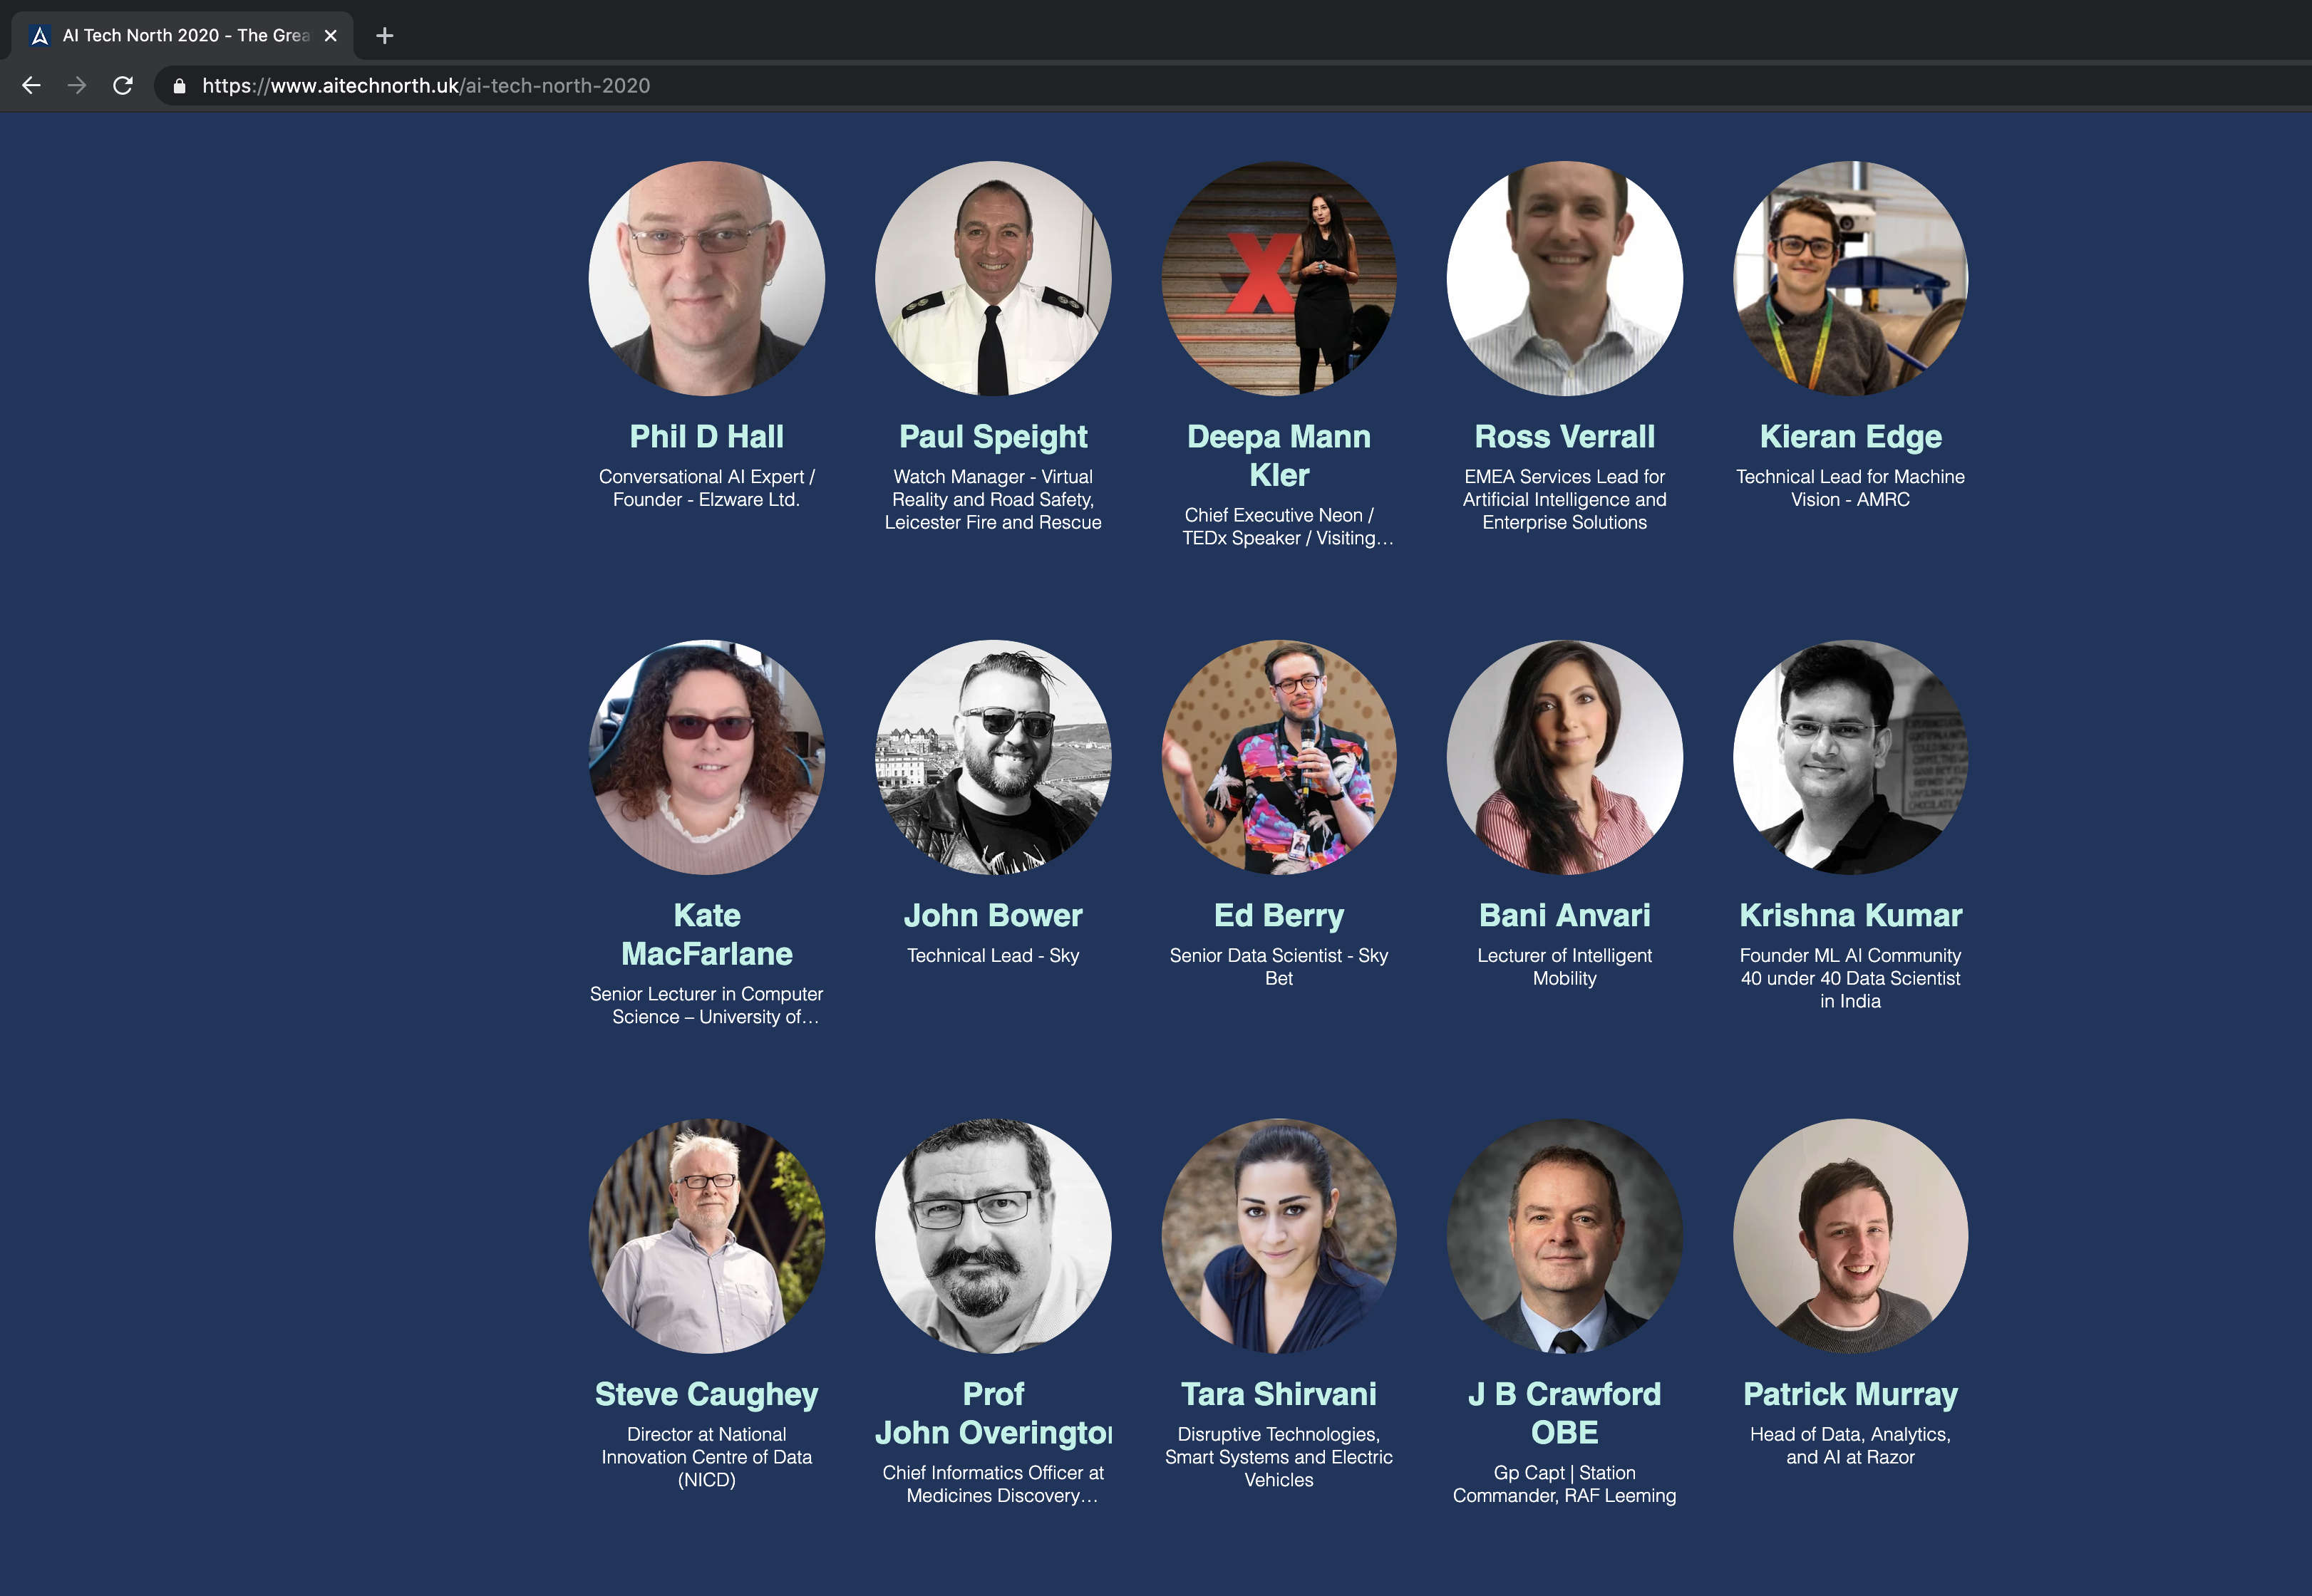 AI Tech North 2020 - The Grea
https://www.aitechnorth.uk/ai-tech-north-2020
X
Phil D Hall
Conversational AI Expert /
Founder - Elzware Ltd.
Paul Speight
Watch Manager - Virtual
Reality and Road Safety,
Leicester Fire and Rescue
Deepa Mann
Kler
Chief Executive Neon /
TEDx Speaker / Visiting…
Ross Verrall
EMEA Services Lead for
Artificial Intelligence and
Enterprise Solutions
Kieran Edge
Technical Lead for Machine
Vision - AMRC
Kate
MacFarlane
Senior Lecturer in Computer
Science – University of…
John Bower
Technical Lead - Sky
Ed Berry
Senior Data Scientist - Sky
Bet
Bani Anvari
Lecturer of Intelligent
Mobility
Krishna Kumar
Founder ML AI Community
40 under 40 Data Scientist
in India
Steve Caughey
Director at National
Innovation Centre of Data
(NICD)
Prof
John Overington
Chief Informatics Officer at
Medicines Discovery…
Tara Shirvani
Disruptive Technologies,
Smart Systems and Electric
Vehicles
J B Crawford
OBE
Gp Capt | Station
Commander, RAF Leeming
Patrick Murray
Head of Data, Analytics,
and AI at Razor